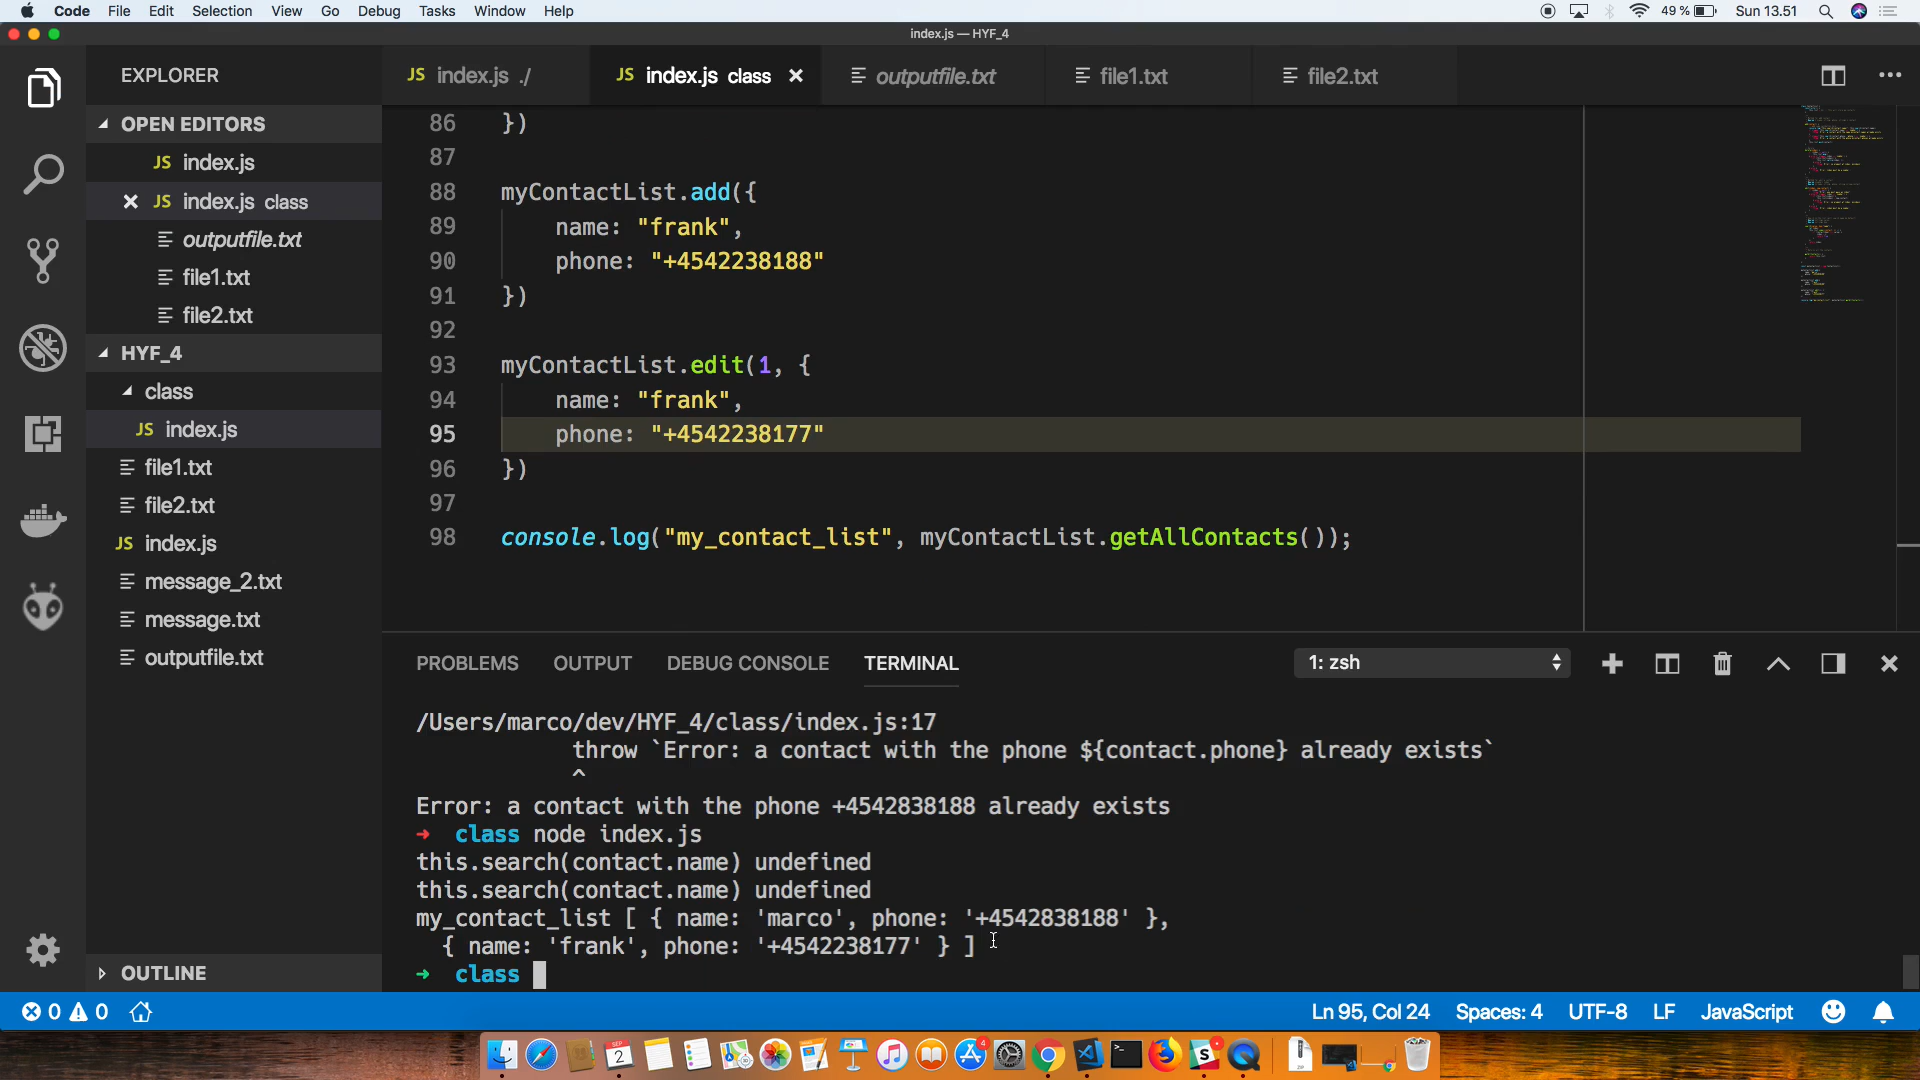 Code File Edit Selection View Go Debug Tasks Window Help 49 % Sun 13.51
index.js — HYF_4
EXPLORER
JS index.js ./
JS index.js class
outputfile.txt
file1.txt
file2.txt
OPEN EDITORS
JS index.js
JS index.js class
outputfile.txt
file1.txt
file2.txt
HYF_4
class
JS index.js
file1.txt
file2.txt
JS index.js
message_2.txt
message.txt
outputfile.txt
OUTLINE
86 })
87
88 myContactList.add({
89 name: "frank",
90 phone: "+4542238188"
91 })
92
93 myContactList.edit(1, {
94 name: "frank",
95 phone: "+4542238177"
96 })
97
98 console.log("my_contact_list", myContactList.getAllContacts());
PROBLEMS OUTPUT DEBUG CONSOLE TERMINAL 1: zsh
/Users/marco/dev/HYF_4/class/index.js:17
throw `Error: a contact with the phone ${contact.phone} already exists`
^
Error: a contact with the phone +4542838188 already exists
➜ class node index.js
this.search(contact.name) undefined
this.search(contact.name) undefined
my_contact_list [ { name: 'marco', phone: '+4542838188' },
{ name: 'frank', phone: '+4542238177' } ]
➜ class
0 0 Ln 95, Col 24 Spaces: 4 UTF-8 LF JavaScript
SEP
2
4